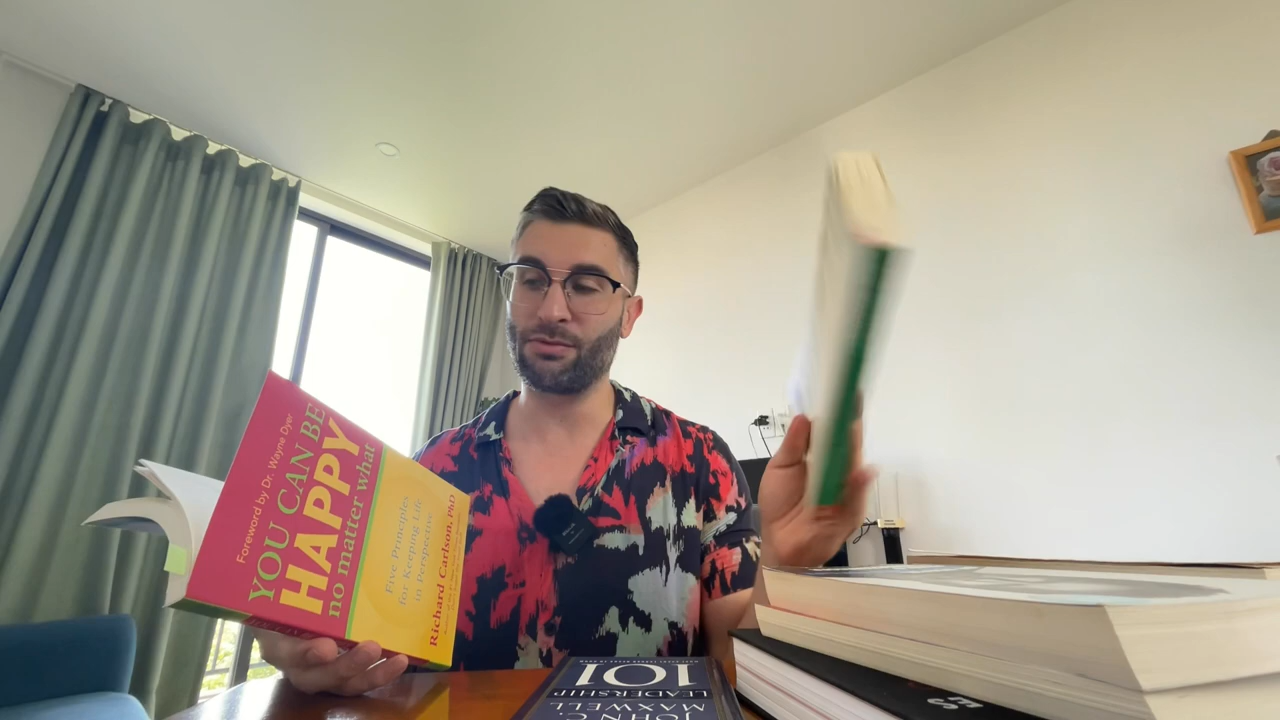 Foreword by Dr. Wayne Dyer
YOU CAN BE
HAPPY
no matter what
Five Principles
for Keeping Life
in Perspective
Richard Carlson, PhD
101
LEADERSHIP
JOHN C.
MAXWELL